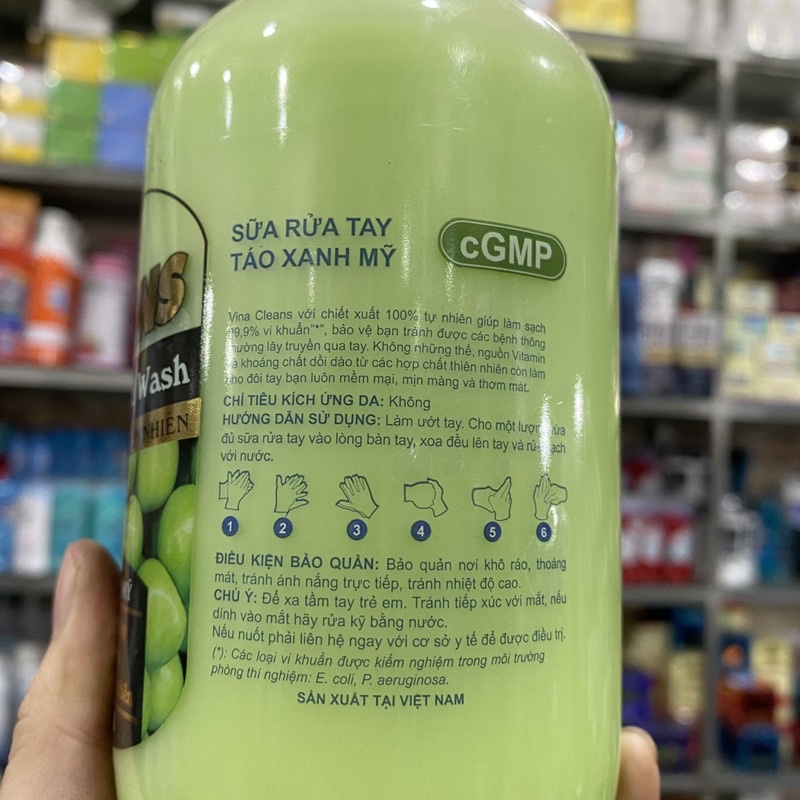 SỮA RỬA TAY
TÁO XANH MỸ
cGMP
Vina Cleans với chiết xuất 100% tự nhiên giúp làm sạch
99,9% vi khuẩn"*", bảo vệ bạn tránh được các bệnh thông
thường lây truyền qua tay. Không những thế, nguồn Vitamin
và khoáng chất dồi dào từ các hợp chất thiên nhiên còn làm
cho đôi tay bạn luôn mềm mại, mịn màng và thơm mát.
CHỈ TIÊU KÍCH ỨNG DA: Không
HƯỚNG DẪN SỬ DỤNG: Làm ướt tay. Cho một lượng vừa
đủ sữa rửa tay vào lòng bàn tay, xoa đều lên tay và rửa sạch
với nước.
1 2 3 4 5 6
ĐIỀU KIỆN BẢO QUẢN: Bảo quản nơi khô ráo, thoáng
mát, tránh ánh nắng trực tiếp, tránh nhiệt độ cao.
CHÚ Ý: Để xa tầm tay trẻ em. Tránh tiếp xúc với mắt, nếu
dính vào mắt hãy rửa kỹ bằng nước.
Nếu nuốt phải liên hệ ngay với cơ sở y tế để được điều trị.
(*): Các loại vi khuẩn được kiểm nghiệm trong môi trường
phòng thí nghiệm: E. coli, P. aeruginosa.
SẢN XUẤT TẠI VIỆT NAM
NS
Wash
NHIÊN
MỸ